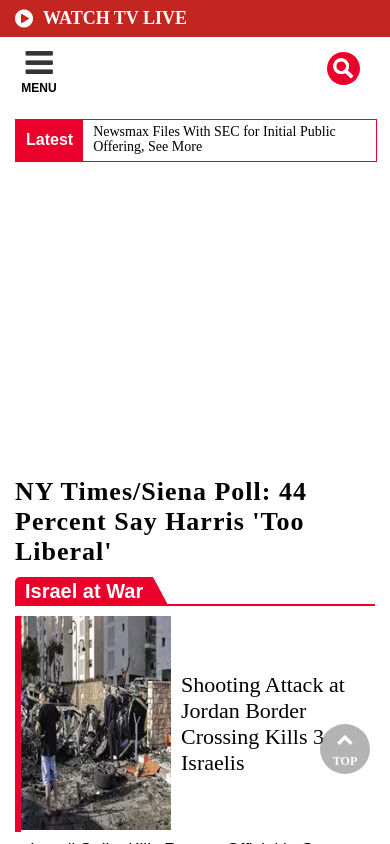 WATCH TV LIVE
MENU
Latest
Newsmax Files With SEC for Initial Public
Offering, See More
NY Times/Siena Poll: 44
Percent Say Harris 'Too
Liberal'
Israel at War
Shooting Attack at
Jordan Border
Crossing Kills 3
Israelis
TOP